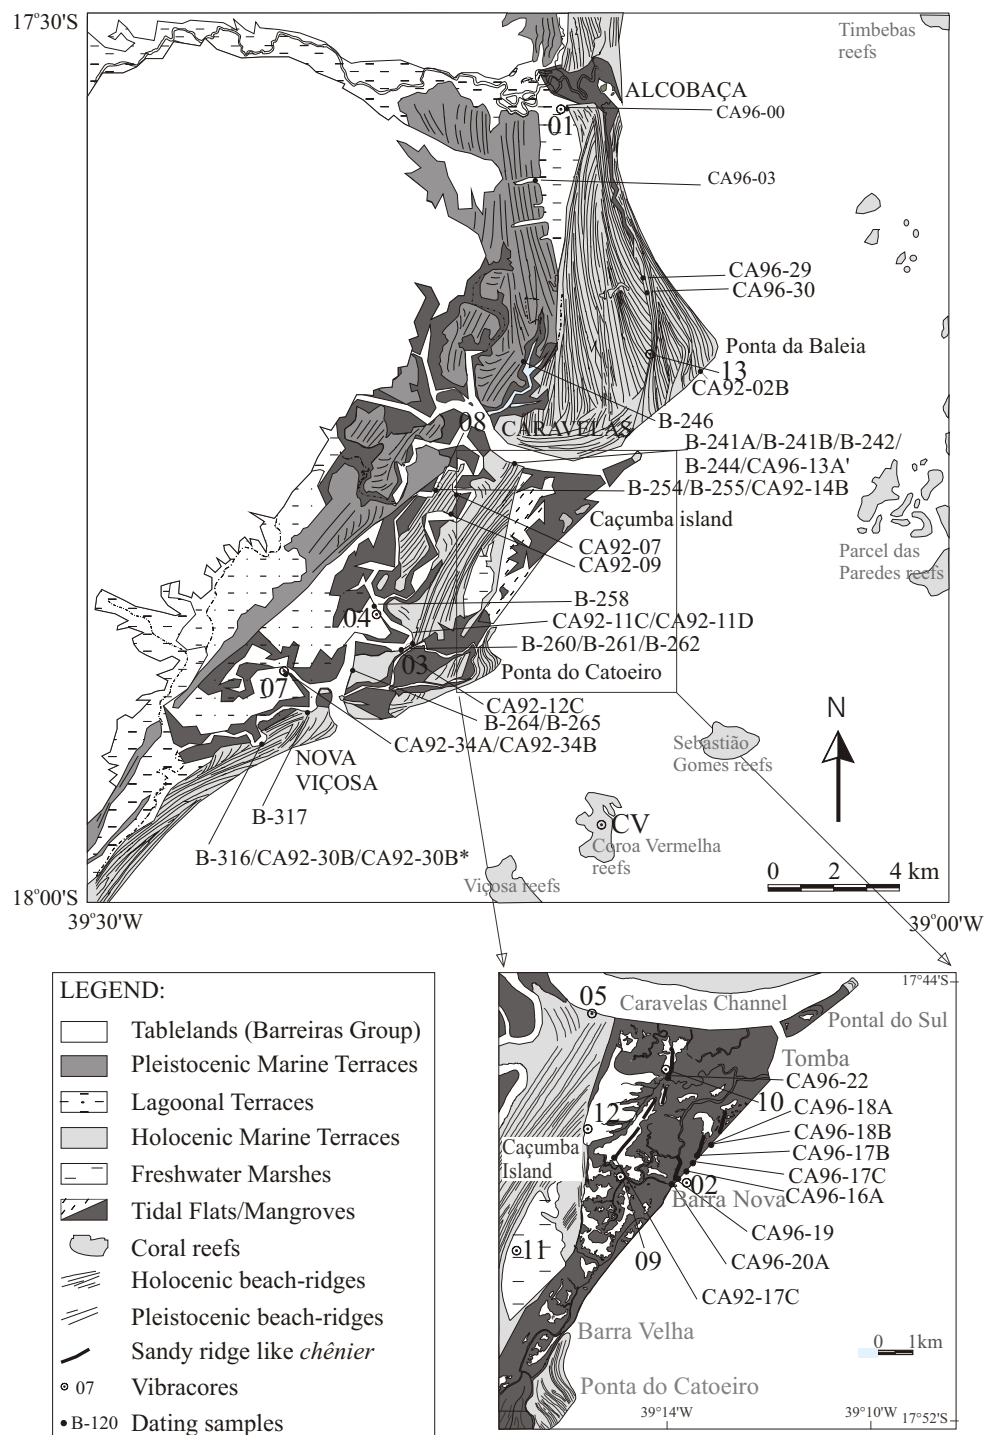 17°30'S
Timbebas
reefs
ALCOBAÇA
CA96-00
01
CA96-03
CA96-29
CA96-30
Ponta da Baleia
13
CA92-02B
B-246
08 CARAVELAS
B-241A/B-241B/B-242/
B-244/CA96-13A'
B-254/B-255/CA92-14B
Caçumba island
CA92-07
CA92-09
Parcel das
Paredes reefs
B-258
04
CA92-11C/CA92-11D
B-260/B-261/B-262
03
Ponta do Catoeiro
07
CA92-12C
B-264/B-265
CA92-34A/CA92-34B
N
Sebastião
Gomes reefs
NOVA
VIÇOSA
B-317
CV
Coroa Vermelha
reefs
B-316/CA92-30B/CA92-30B*
Viçosa reefs
0 2 4 km
18°00'S
39°30'W
39°00'W
LEGEND:
Tablelands (Barreiras Group)
Pleistocenic Marine Terraces
Lagoonal Terraces
Holocenic Marine Terraces
Freshwater Marshes
Tidal Flats/Mangroves
Coral reefs
Holocenic beach-ridges
Pleistocenic beach-ridges
Sandy ridge like chênier
07 Vibracores
B-120 Dating samples
17°44'S
05
Caravelas Channel
Pontal do Sul
Tomba
CA96-22
10
CA96-18A
12
CA96-18B
Caçumba
Island
CA96-17B
CA96-17C
02
CA96-16A
Barra Nova
CA96-19
11
09
CA96-20A
CA92-17C
Barra Velha
0 1km
Ponta do Catoeiro
39°14'W
39°10'W
17°52'S